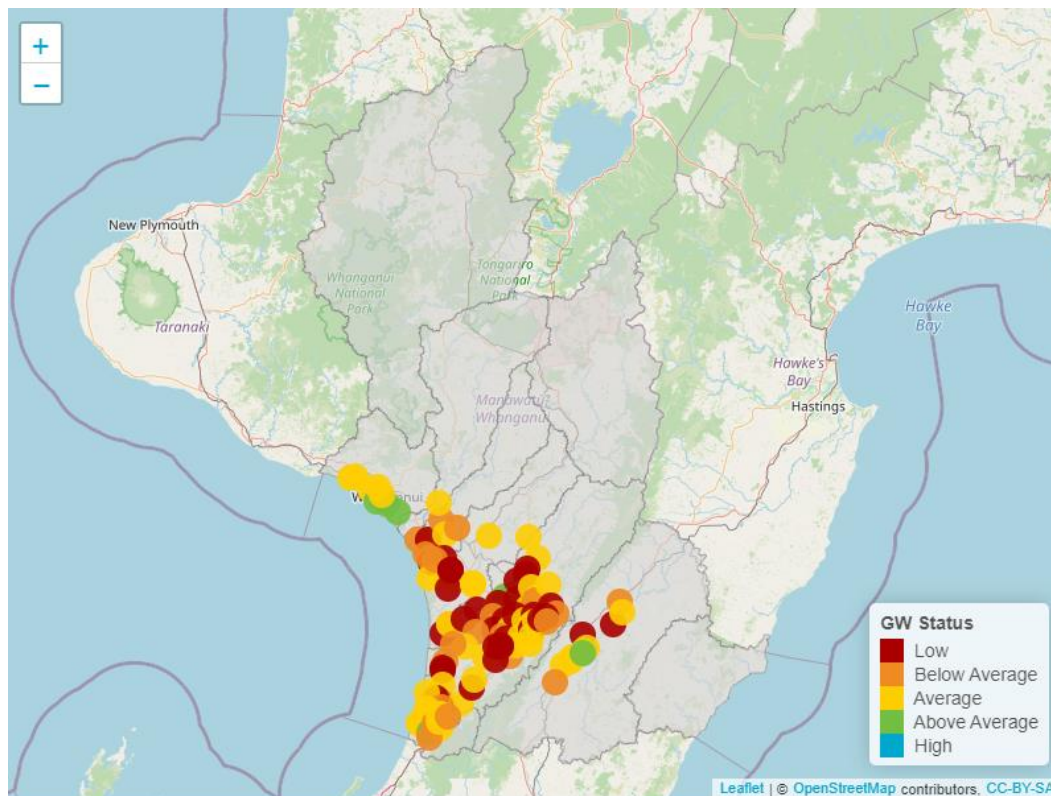 +
−
New Plymouth
Taranaki
Whanganui
National
Park
Tongariro
National
Park
Hawke
Bay
Hawke's
Bay
Hastings
Manawatū-
Whanganui
GW Status
Low
Below Average
Average
Above Average
High
Leaflet | © OpenStreetMap contributors, CC-BY-SA